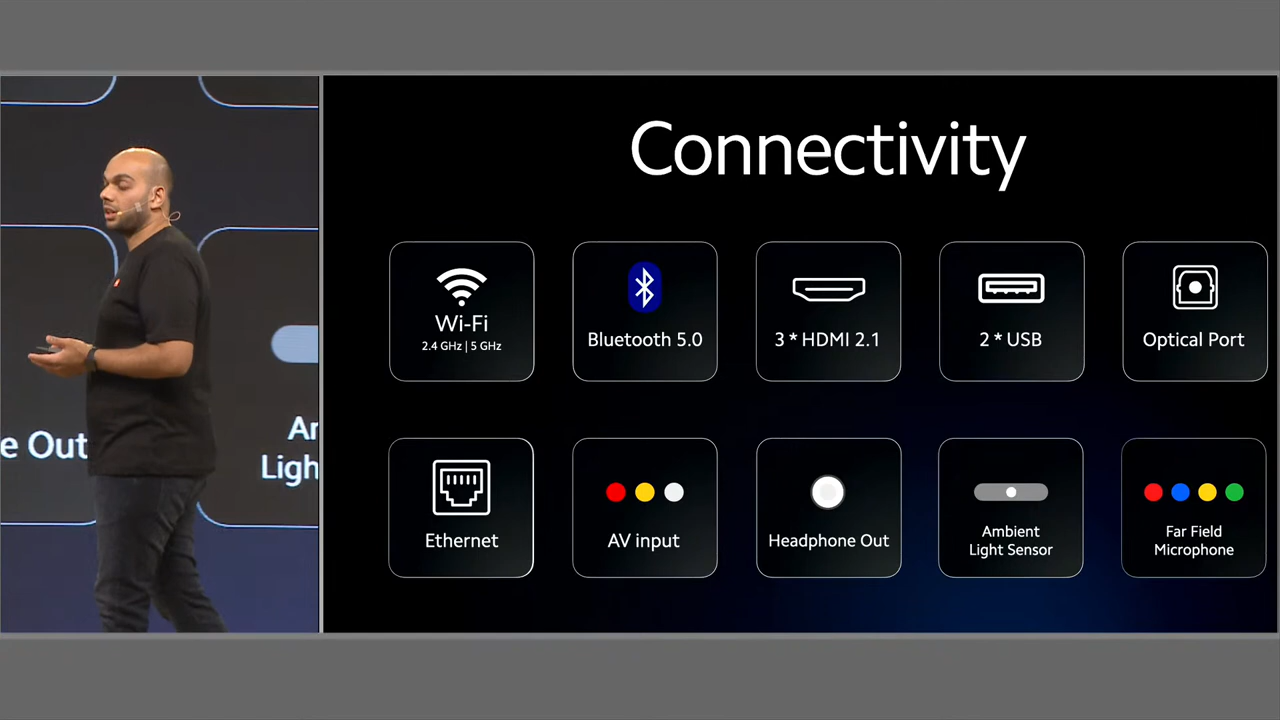 Connectivity
Wi-Fi
2.4 GHz | 5 GHz
Bluetooth 5.0
3 * HDMI 2.1
2 * USB
Optical Port
Ethernet
AV input
Headphone Out
Ambient
Light Sensor
Far Field
Microphone
e Out
Ar
Ligh